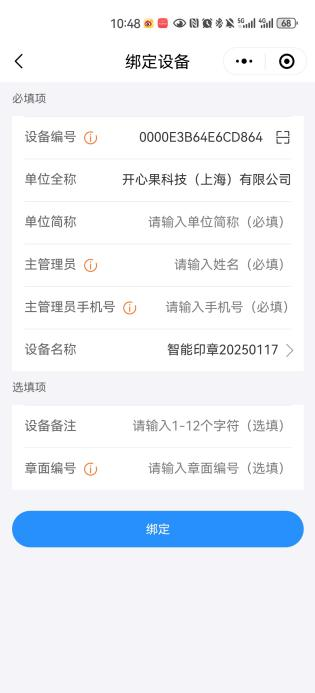 10:48 5G 4G 68
绑定设备
必填项
设备编号 0000E3B64E6CD864
单位全称 开心果科技（上海）有限公司
单位简称 请输入单位简称（必填）
主管理员 请输入姓名（必填）
主管理员手机号 请输入手机号（必填）
设备名称 智能印章20250117
选填项
设备备注 请输入1-12个字符（选填）
章面编号 请输入章面编号（选填）
绑定